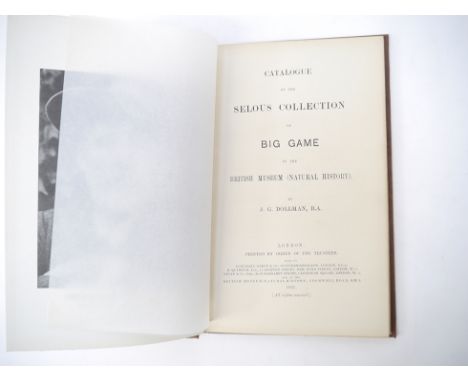 CATALOGUE
OF THE
SELOUS COLLECTION
OF
BIG GAME
IN THE
BRITISH MUSEUM (NATURAL HISTORY).
BY
J. G. DOLLMAN, B.A.
LONDON:
PRINTED BY ORDER OF THE TRUSTEES.
(All rights reserved.)